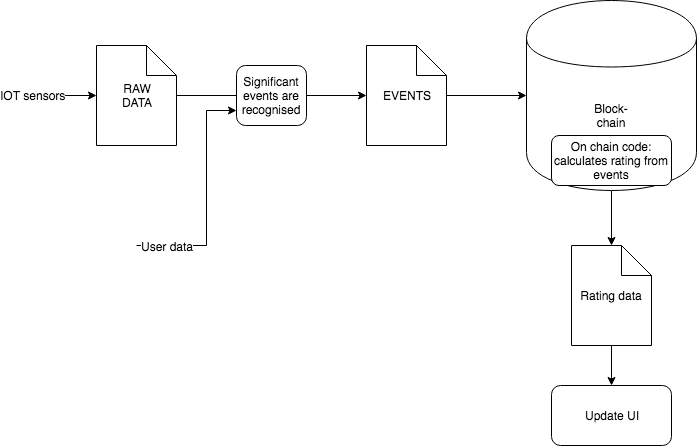 IOT sensors
RAW
DATA
Significant
events are
recognised
EVENTS
Block-
chain
On chain code:
calculates rating from
events
User data
Rating data
Update UI